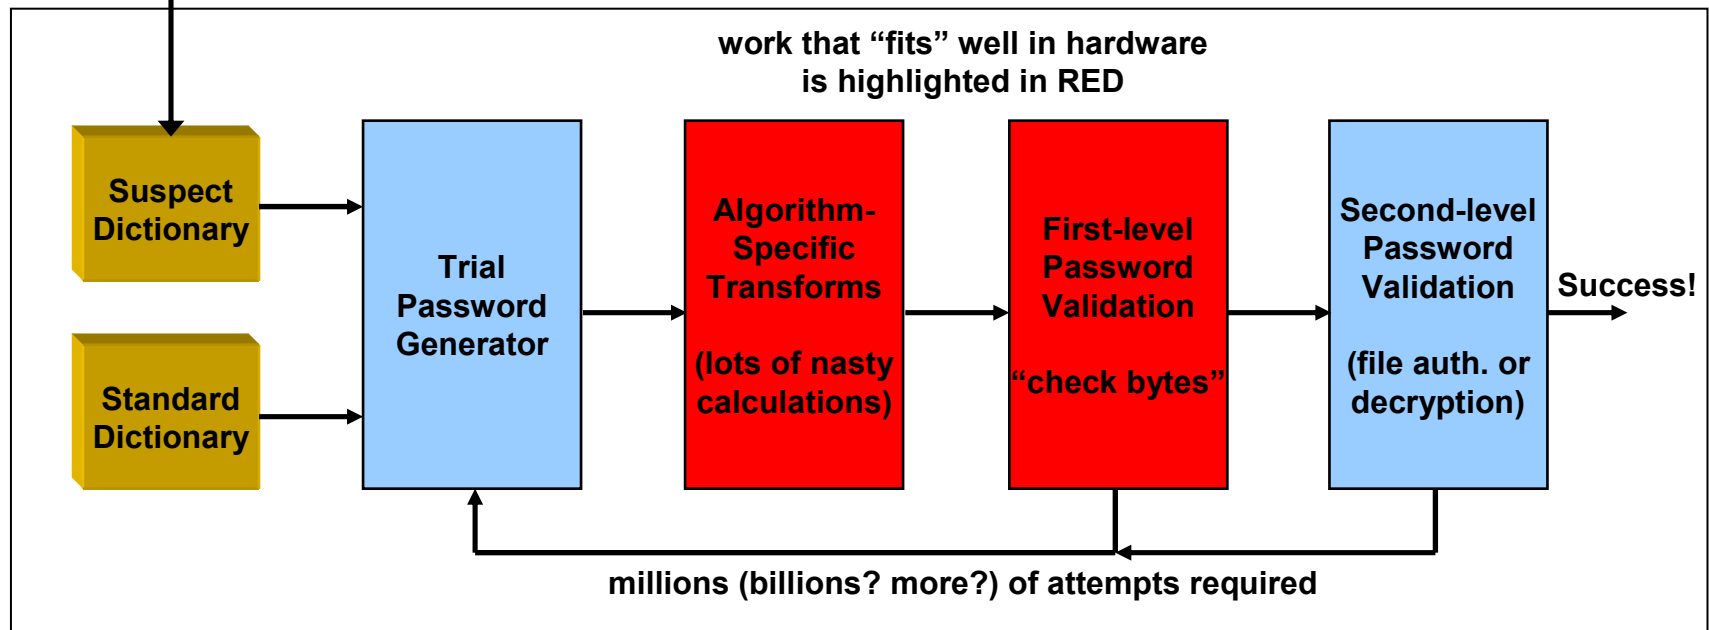 work that “fits” well in hardware
is highlighted in RED
Suspect
Dictionary
Standard
Dictionary
Trial
Password
Generator
Algorithm-
Specific
Transforms
(lots of nasty
calculations)
First-level
Password
Validation
“check bytes”
Second-level
Password
Validation
(file auth. or
decryption)
Success!
millions (billions? more?) of attempts required